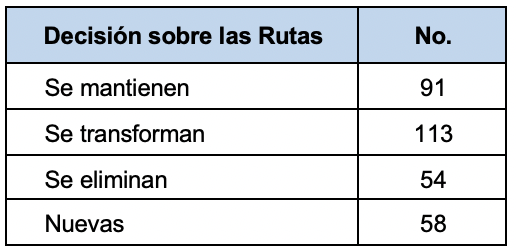 Decisión sobre las Rutas No.
Se mantienen 91
Se transforman 113
Se eliminan 54
Nuevas 58